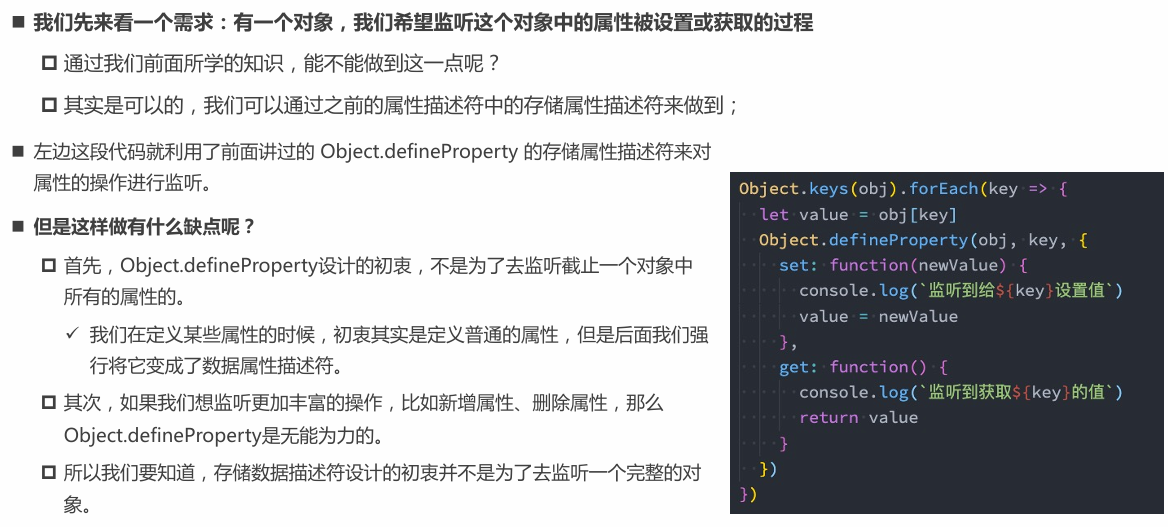 我们先来看一个需求：有一个对象，我们希望监听这个对象中的属性被设置或获取的过程
通过我们前面所学的知识，能不能做到这一点呢？
其实是可以的，我们可以通过之前的属性描述符中的存储属性描述符来做到；
左边这段代码就利用了前面讲过的 Object.defineProperty 的存储属性描述符来对
属性的操作进行监听。
但是这样做有什么缺点呢？
首先，Object.defineProperty设计的初衷，不是为了去监听截止一个对象中
所有的属性的。
我们在定义某些属性的时候，初衷其实是定义普通的属性，但是后面我们强
行将它变成了数据属性描述符。
其次，如果我们想监听更加丰富的操作，比如新增属性、删除属性，那么
Object.defineProperty是无能为力的。
所以我们要知道，存储数据描述符设计的初衷并不是为了去监听一个完整的对
象。
Object.keys(obj).forEach(key => {
  let value = obj[key]
  Object.defineProperty(obj, key, {
    set: function(newValue) {
      console.log(`监听到给${key}设置值`)
      value = newValue
    },
    get: function() {
      console.log(`监听到获取${key}的值`)
      return value
    }
  })
})